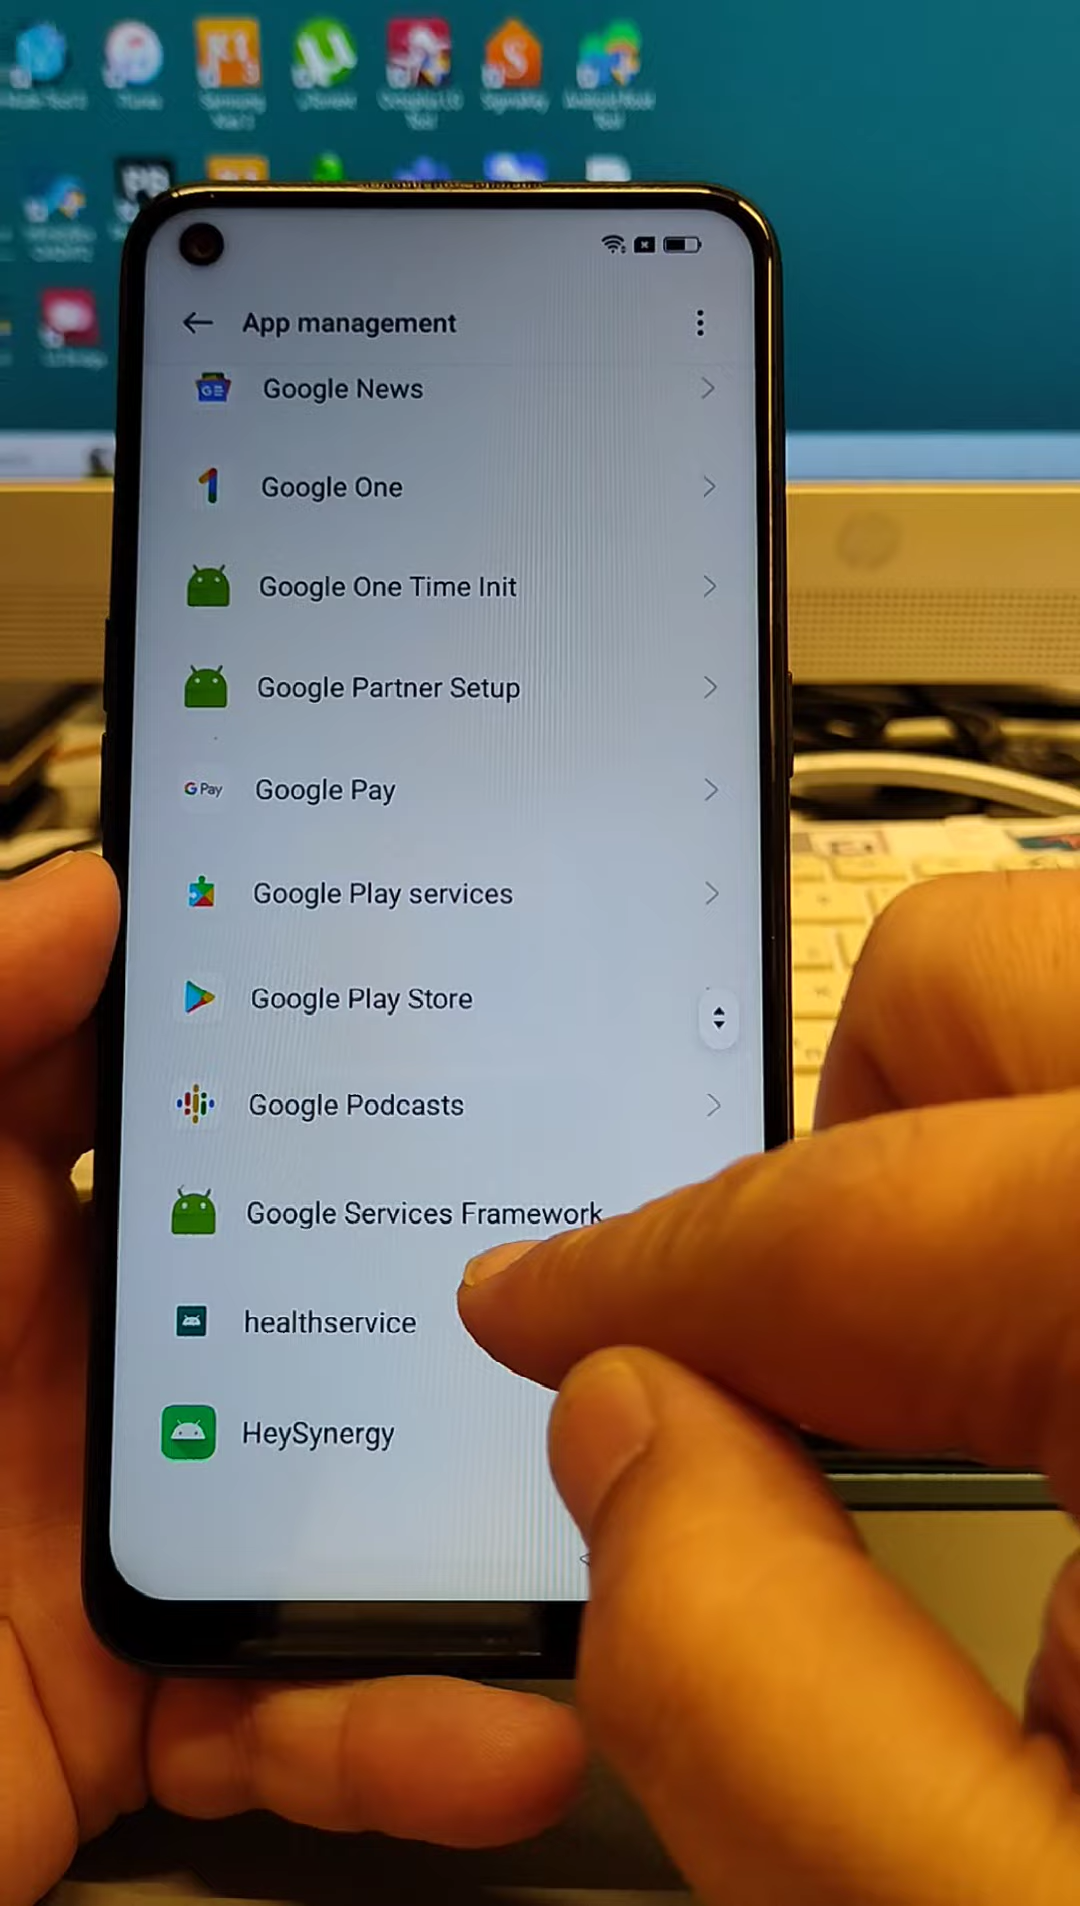 App management
Google News
Google One
Google One Time Init
Google Partner Setup
G Pay
Google Pay
Google Play services
Google Play Store
Google Podcasts
Google Services Framework
healthservice
HeySynergy